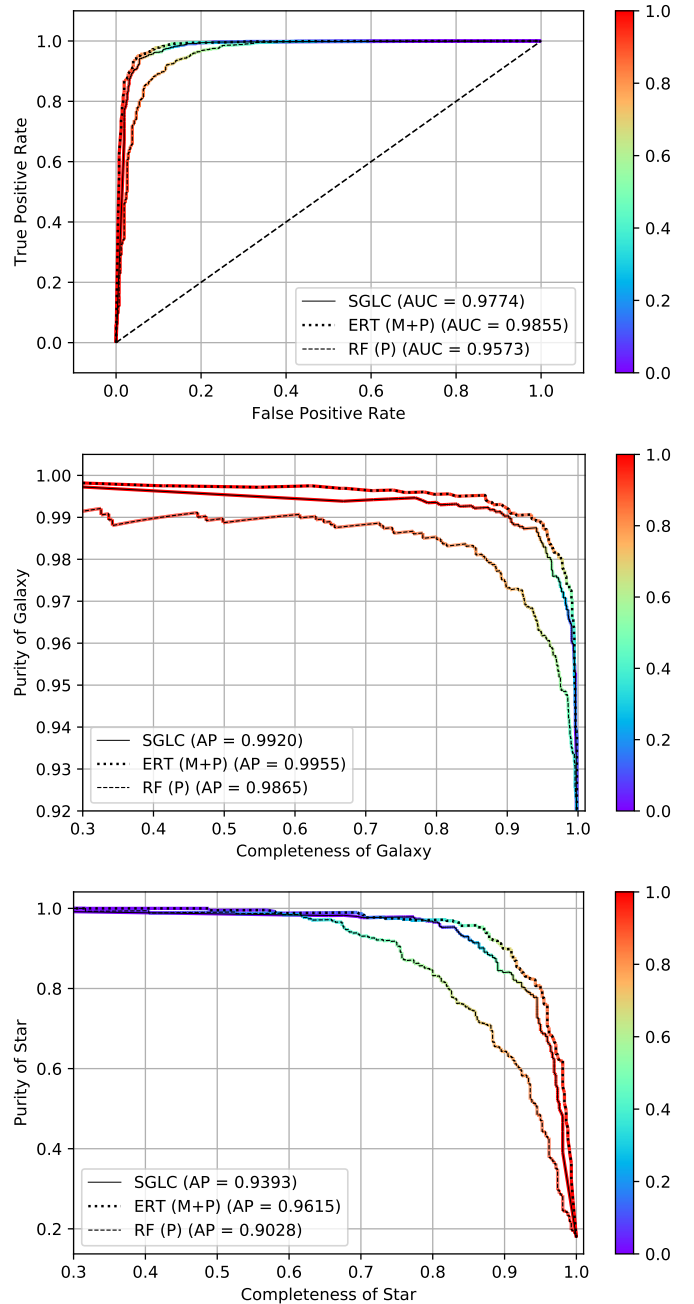 1.0
0.8
0.6
0.4
0.2
0.0
True Positive Rate
0.0 0.2 0.4 0.6 0.8 1.0
False Positive Rate
SGLC (AUC = 0.9774)
ERT (M+P) (AUC = 0.9855)
RF (P) (AUC = 0.9573)
1.0
0.8
0.6
0.4
0.2
0.0
1.00
0.99
0.98
0.97
0.96
0.95
0.94
0.93
0.92
Purity of Galaxy
0.3 0.4 0.5 0.6 0.7 0.8 0.9 1.0
Completeness of Galaxy
SGLC (AP = 0.9920)
ERT (M+P) (AP = 0.9955)
RF (P) (AP = 0.9865)
1.0
0.8
0.6
0.4
0.2
0.0
1.0
0.8
0.6
0.4
0.2
Purity of Star
0.3 0.4 0.5 0.6 0.7 0.8 0.9 1.0
Completeness of Star
SGLC (AP = 0.9393)
ERT (M+P) (AP = 0.9615)
RF (P) (AP = 0.9028)
1.0
0.8
0.6
0.4
0.2
0.0